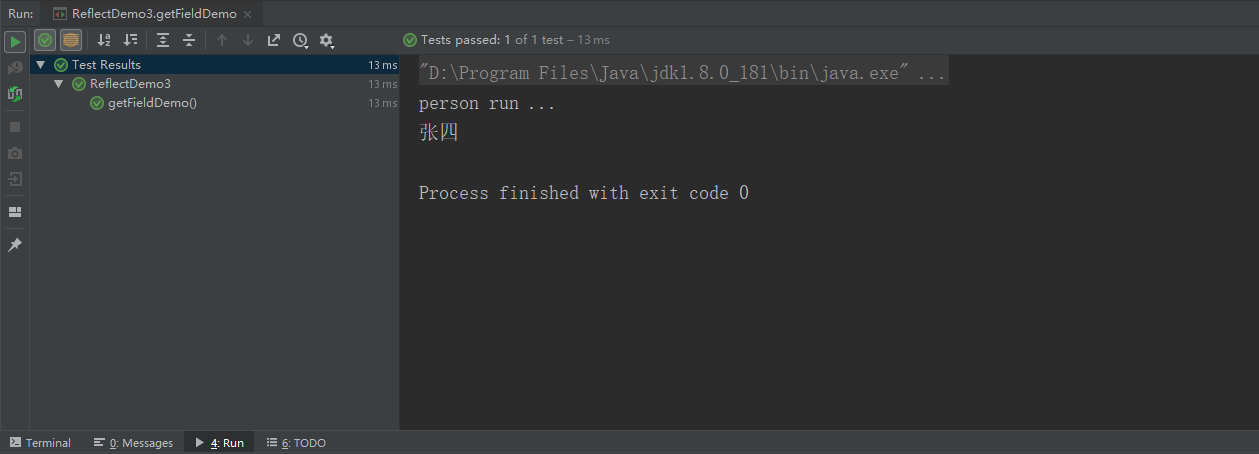 Run: ReflectDemo3.getFieldDemo
Tests passed: 1 of 1 test – 13 ms
Test Results 13 ms
ReflectDemo3 13 ms
getFieldDemo() 13 ms
"D:\Program Files\Java\jdk1.8.0_181\bin\java.exe" ...
person run ...
张四
Process finished with exit code 0
Terminal 0: Messages 4: Run 6: TODO